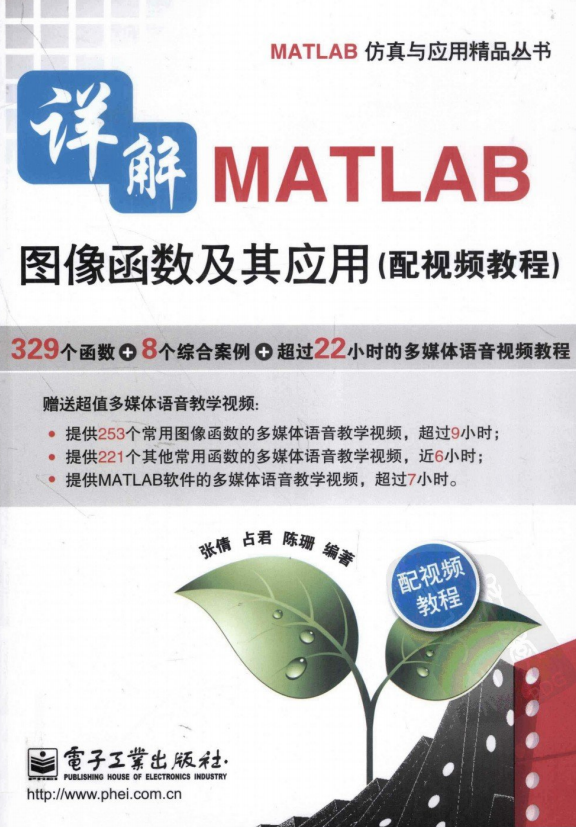 MATLAB 仿真与应用精品丛书
详解 MATLAB
图像函数及其应用(配视频教程)
329个函数+8个综合案例+超过22小时的多媒体语音视频教程
赠送超值多媒体语音教学视频:
• 提供253个常用图像函数的多媒体语音教学视频，超过9小时；
• 提供221个其他常用函数的多媒体语音教学视频，近6小时；
• 提供MATLAB软件的多媒体语音教学视频，超过7小时。
张倩 占君 陈珊 编著
配视频
教程
電子工業出版社·
PUBLISHING HOUSE OF ELECTRONICS INDUSTRY
http://www.phei.com.cn